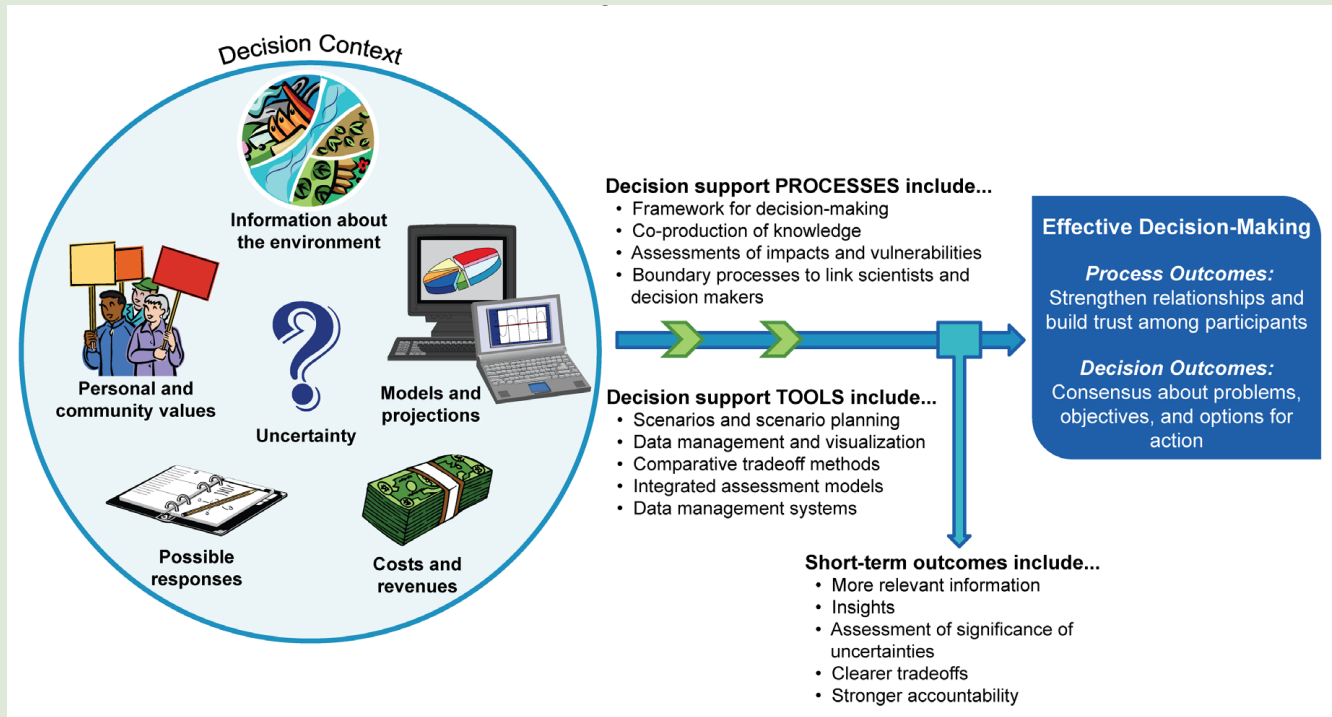 Decision Context
Information about
the environment
Personal and
community values
Uncertainty
Models and
projections
Possible
responses
Costs and
revenues
Decision support PROCESSES include...
• Framework for decision-making
• Co-production of knowledge
• Assessments of impacts and vulnerabilities
• Boundary processes to link scientists and
decision makers
Decision support TOOLS include...
• Scenarios and scenario planning
• Data management and visualization
• Comparative tradeoff methods
• Integrated assessment models
• Data management systems
Short-term outcomes include...
• More relevant information
• Insights
• Assessment of significance of
uncertainties
• Clearer tradeoffs
• Stronger accountability
Effective Decision-Making
Process Outcomes:
Strengthen relationships and
build trust among participants
Decision Outcomes:
Consensus about problems,
objectives, and options for
action